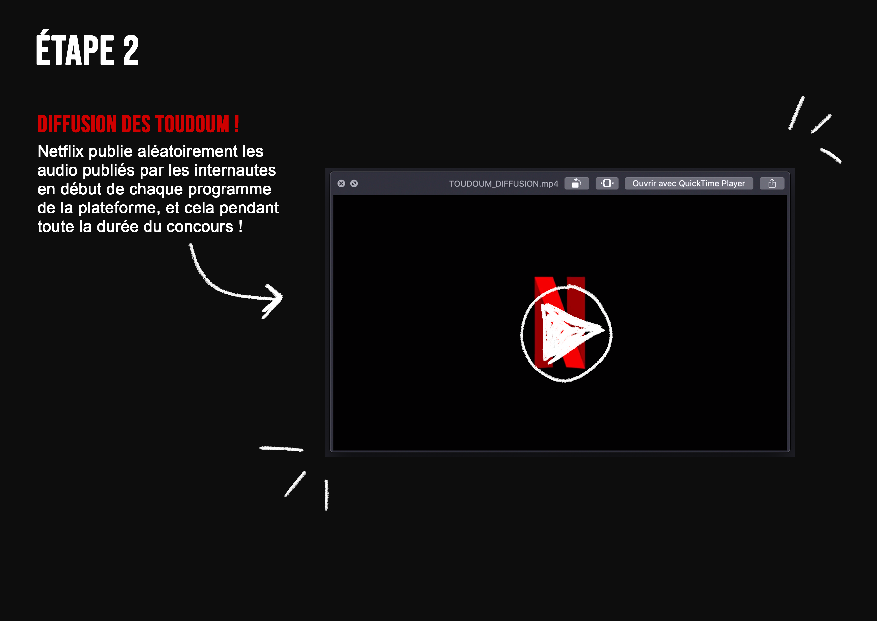 ÉTAPE 2
DIFFUSION DES TOUDOUM !
Netflix publie aléatoirement les
audio publiés par les internautes
en début de chaque programme
de la plateforme, et cela pendant
toute la durée du concours !
TOUDOUM_DIFFUSION.mp4
Ouvrir avec QuickTime Player
N